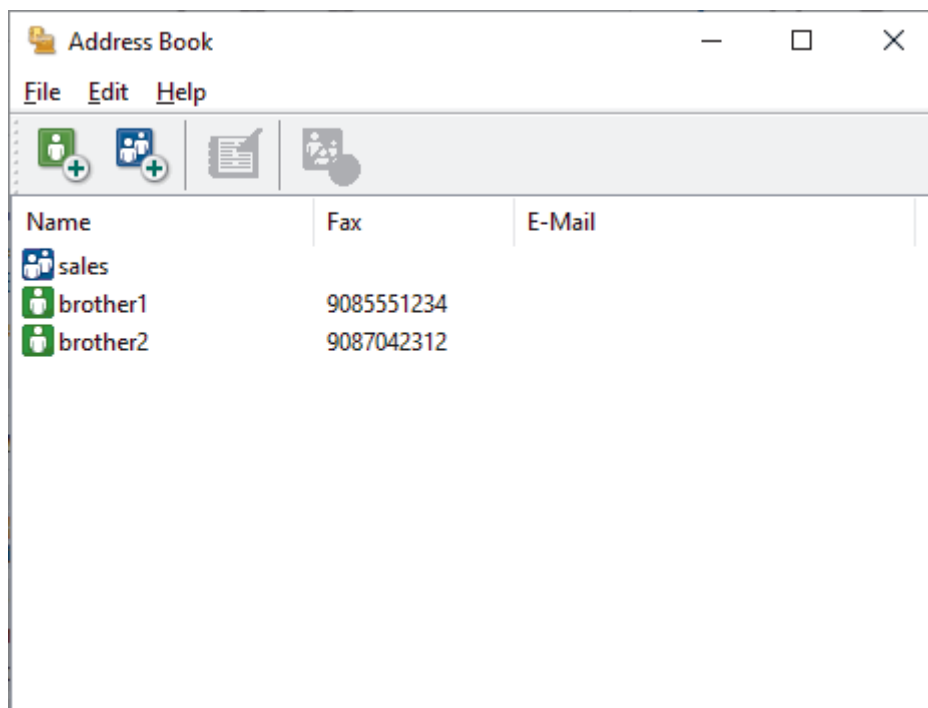 Address Book
File Edit Help
Name Fax E-Mail
sales
brother1 9085551234
brother2 9087042312